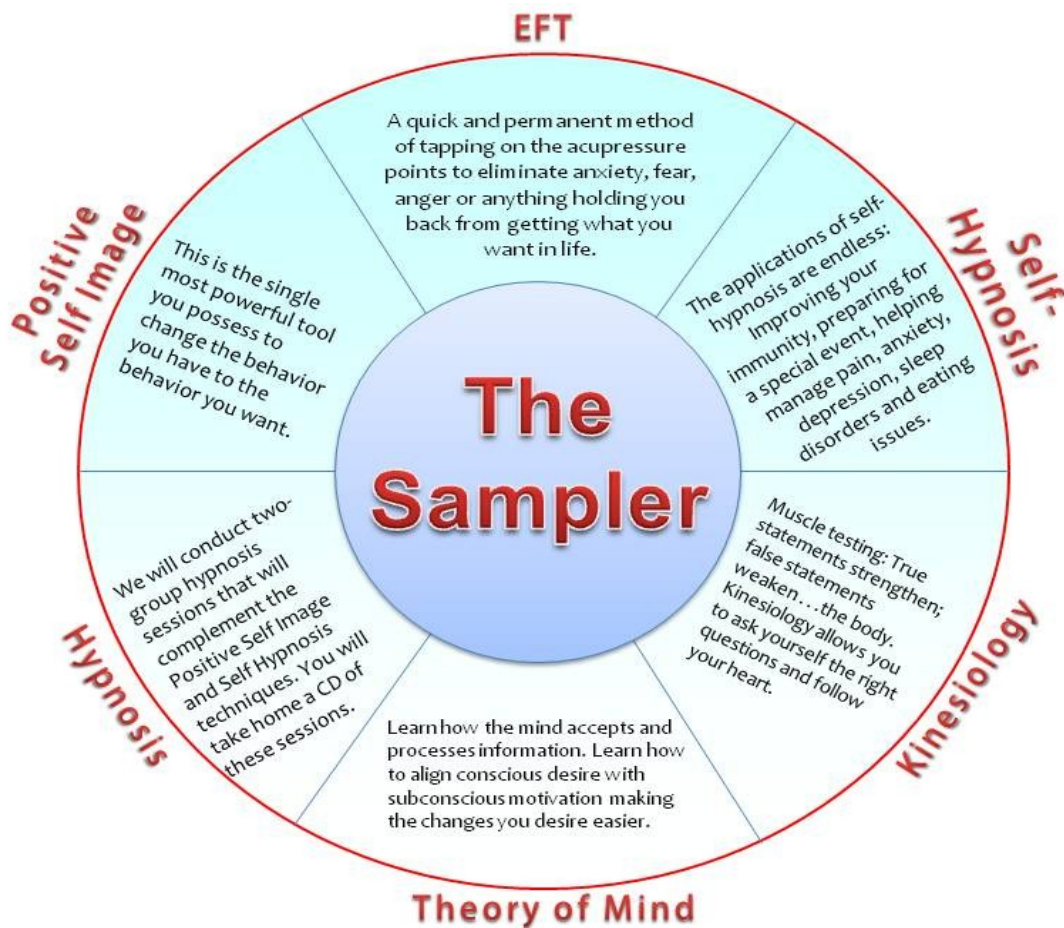 EFT
A quick and permanent method
of tapping on the acupressure
points to eliminate anxiety, fear,
anger or anything holding you
back from getting what you
want in life.
Self-
Hypnosis
The applications of self-
hypnosis are endless:
Improving your
immunity, preparing for
a special event, helping
manage pain, anxiety,
depression, sleep
disorders and eating
issues.
Kinesiology
Muscle testing: True
statements strengthen;
false statements
weaken...the body.
Kinesiology allows you
to ask yourself the right
questions and follow
your heart.
Theory of Mind
Learn how the mind accepts and
processes information. Learn how
to align conscious desire with
subconscious motivation making
the changes you desire easier.
Hypnosis
We will conduct two-
group hypnosis
sessions that will
complement the
Positive Self Image
and Self Hypnosis
techniques. You will
take home a CD of
these sessions.
Positive
Self Image
This is the single
most powerful tool
you possess to
change the behavior
you have to the
behavior you want.
The
Sampler